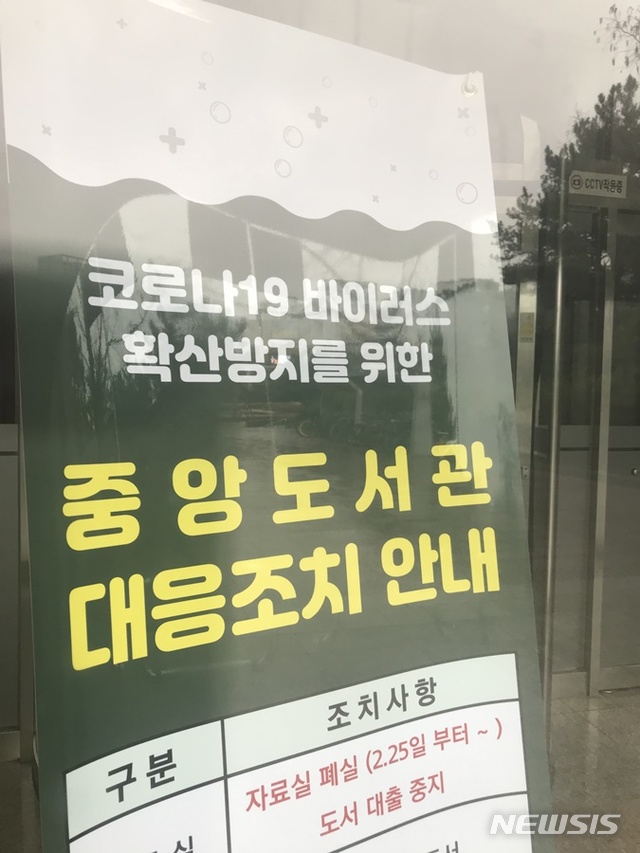 CCTV작동중
코로나19 바이러스
확산방지를 위한
중앙도서관
대응조치 안내
구분
조치사항
자료실 폐실 (2.25일 부터 ~ )
도서 대출 중지
NEWSIS